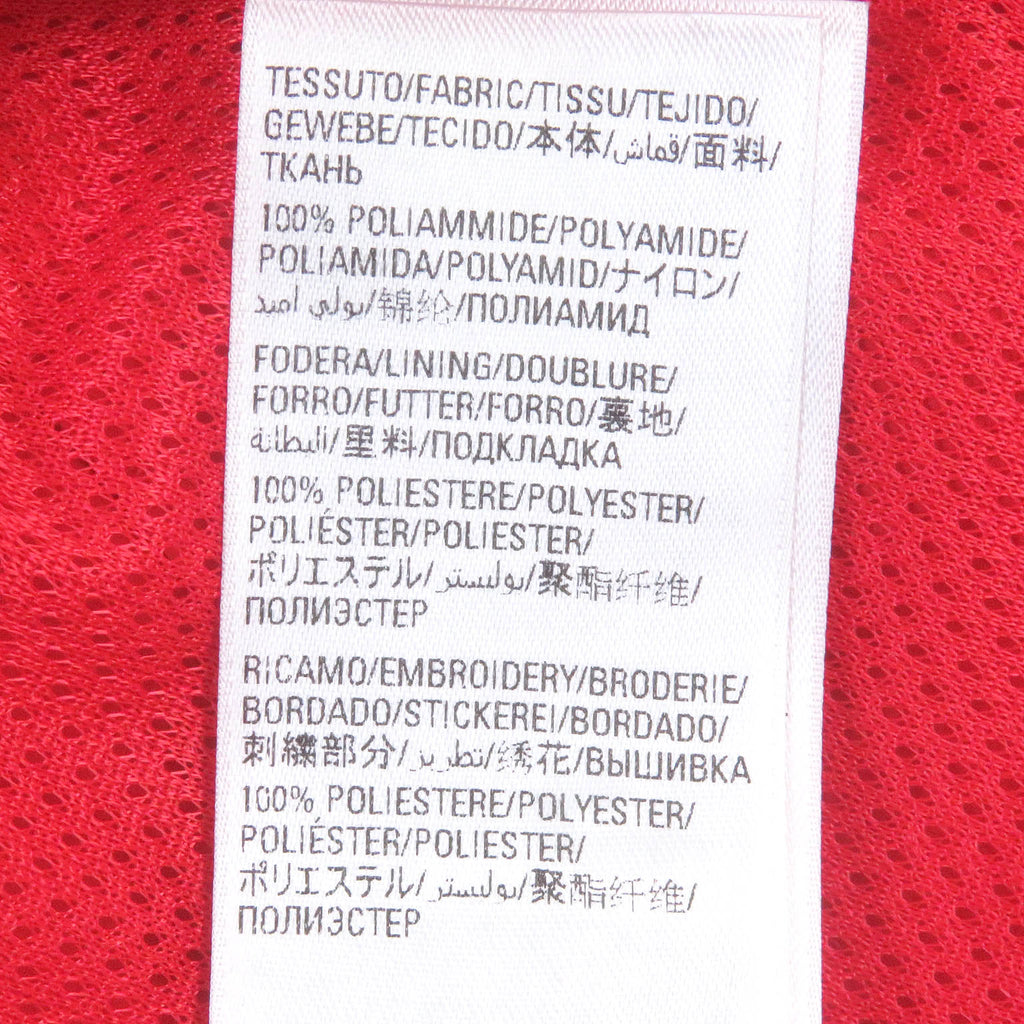 TESSUTO/FABRIC/TISSU/TEJIDO/
GEWEBE/TECIDO/本体/قماش/面料/
ТКАНЬ
100% POLIAMMIDE/POLYAMIDE/
POLIAMIDA/POLYAMID/ナイロン/
بولي اميد/锦纶/ПОЛИАМИД
FODERA/LINING/DOUBLURE/
FORRO/FUTTER/FORRO/裏地/
البطانة/里料/ПОДКЛАДКА
100% POLIESTERE/POLYESTER/
POLIÉSTER/POLIESTER/
ポリエステル/بوليستر/聚酯纤维/
ПОЛИЭСТЕР
RICAMO/EMBROIDERY/BRODERIE/
BORDADO/STICKEREI/BORDADO/
刺繍部分/تطريز/绣花/ВЫШИВКА
100% POLIESTERE/POLYESTER/
POLIÉSTER/POLIESTER/
ポリエステル/بوليستر/聚酯纤维/
ПОЛИЭСТЕР